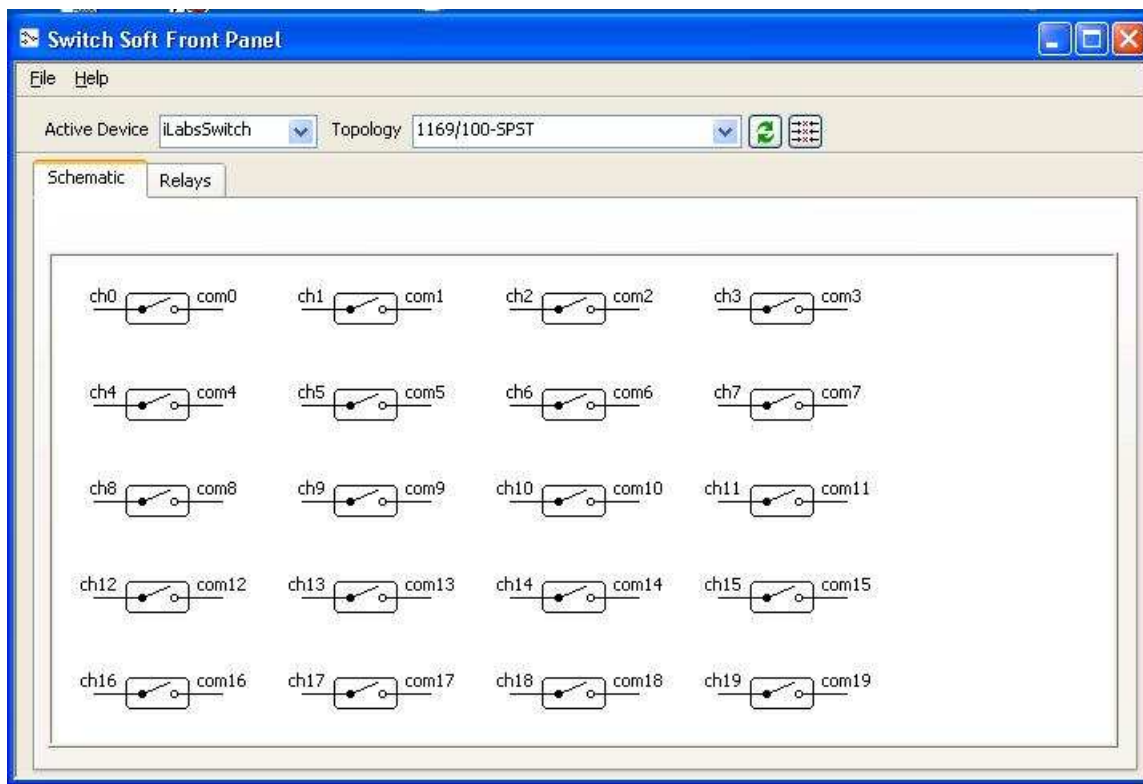 Switch Soft Front Panel
File Help
Active Device iLabsSwitch Topology 1169/100-SPST
Schematic Relays
ch0 com0 ch1 com1 ch2 com2 ch3 com3
ch4 com4 ch5 com5 ch6 com6 ch7 com7
ch8 com8 ch9 com9 ch10 com10 ch11 com11
ch12 com12 ch13 com13 ch14 com14 ch15 com15
ch16 com16 ch17 com17 ch18 com18 ch19 com19